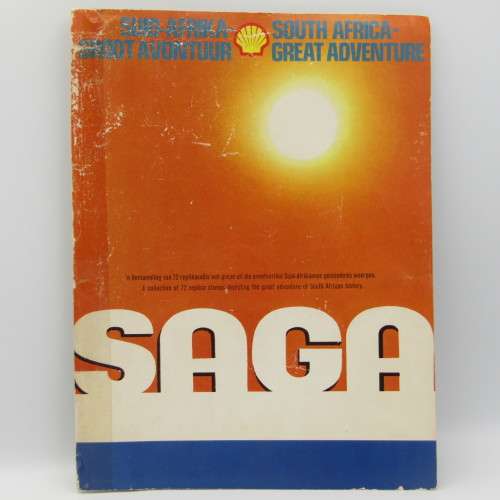 SUID-AFRIKA
GROOT AVONTUUR
SOUTH AFRICA-
GREAT ADVENTURE
A collection of 72 replica stamps depicting the great adventure of South African history.
SAGA